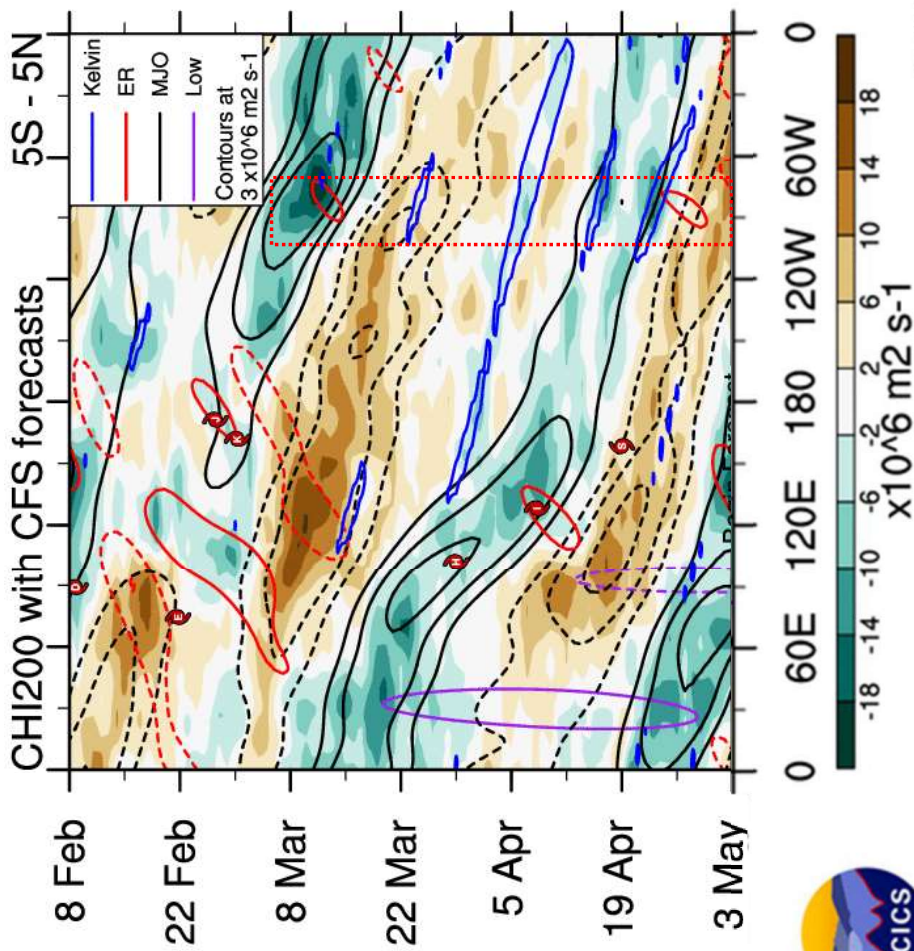 CHI200 with CFS forecasts
5S - 5N
Kelvin
ER
MJO
Low
Contours at
3 x10^6 m2 s-1
8 Feb
22 Feb
8 Mar
22 Mar
5 Apr
19 Apr
3 May
0
60E
120E
180
120W
60W
0
-18
-14
-10
-6
-2
2
6
10
14
18
x10^6 m2 s-1
J
K
H
I
S
CICS